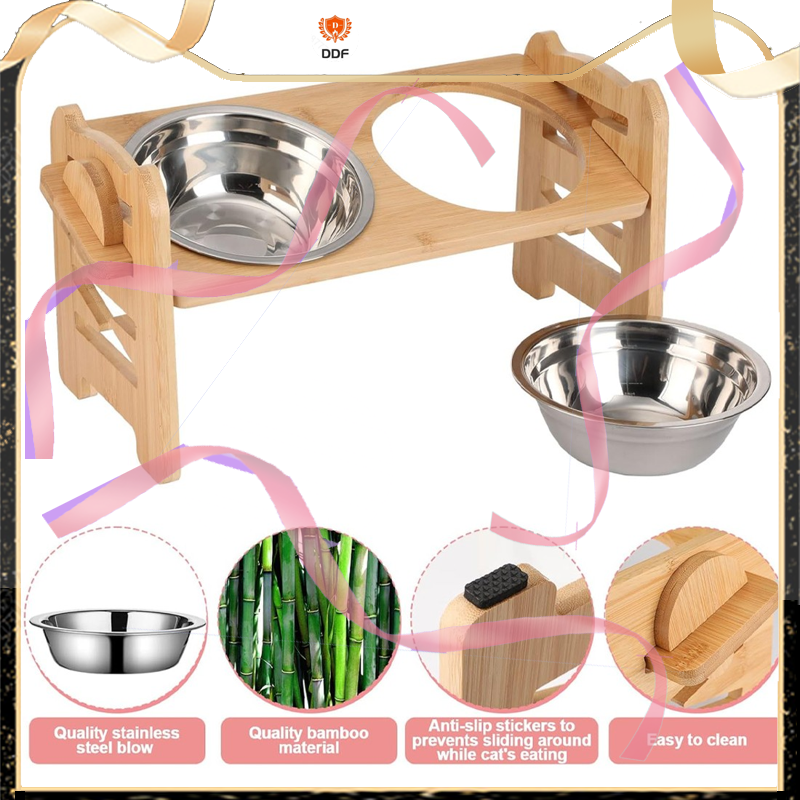 DDF
Quality stainless
steel blow
Quality bamboo
material
Anti-slip stickers to
prevents sliding around
while cat's eating
Easy to clean